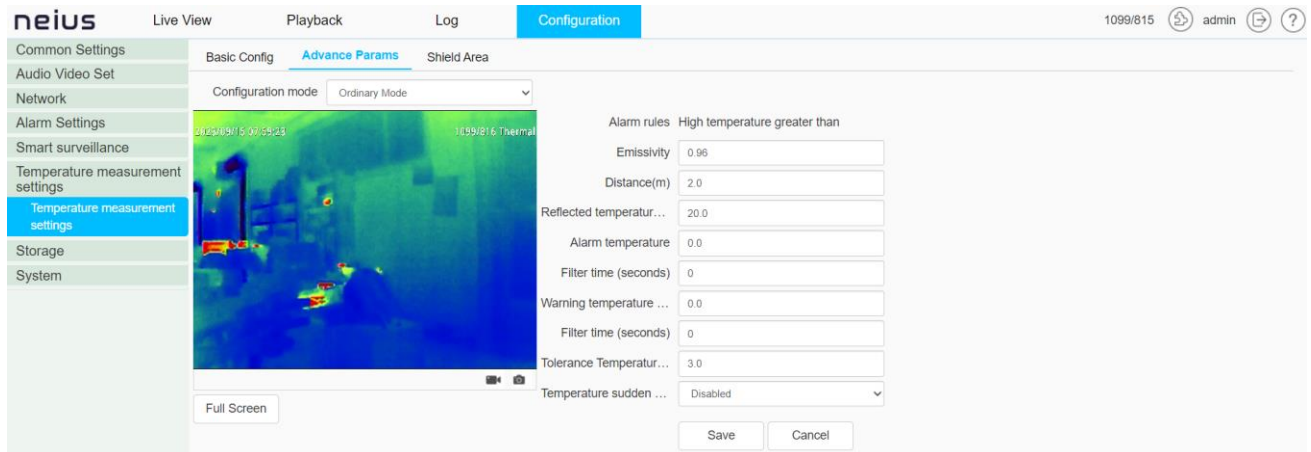 neius Live View Playback Log Configuration 1099/815 admin ?
Common Settings
Audio Video Set
Network
Alarm Settings
Smart surveillance
Temperature measurement
settings
Temperature measurement
settings
Storage
System
Basic Config Advance Params Shield Area
Configuration mode Ordinary Mode
1099/816 Thermal
Full Screen
Alarm rules High temperature greater than
Emissivity 0.96
Distance(m) 2.0
Reflected temperatur... 20.0
Alarm temperature 0.0
Filter time (seconds) 0
Warning temperature ... 0.0
Filter time (seconds) 0
Tolerance Temperatur... 3.0
Temperature sudden ... Disabled
Save Cancel